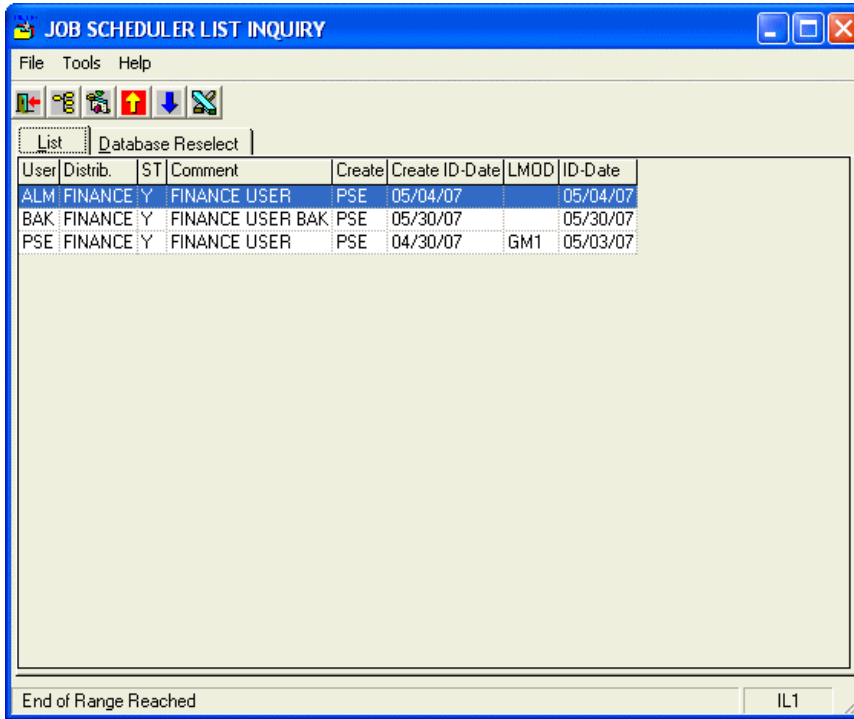 JOB SCHEDULER LIST INQUIRY
File Tools Help
List Database Reselect
User Distrib. ST Comment Create Create ID-Date LMOD ID-Date
ALM FINANCE Y FINANCE USER PSE 05/04/07 05/04/07
BAK FINANCE Y FINANCE USER BAK PSE 05/30/07 05/30/07
PSE FINANCE Y FINANCE USER PSE 04/30/07 GM1 05/03/07
End of Range Reached IL1